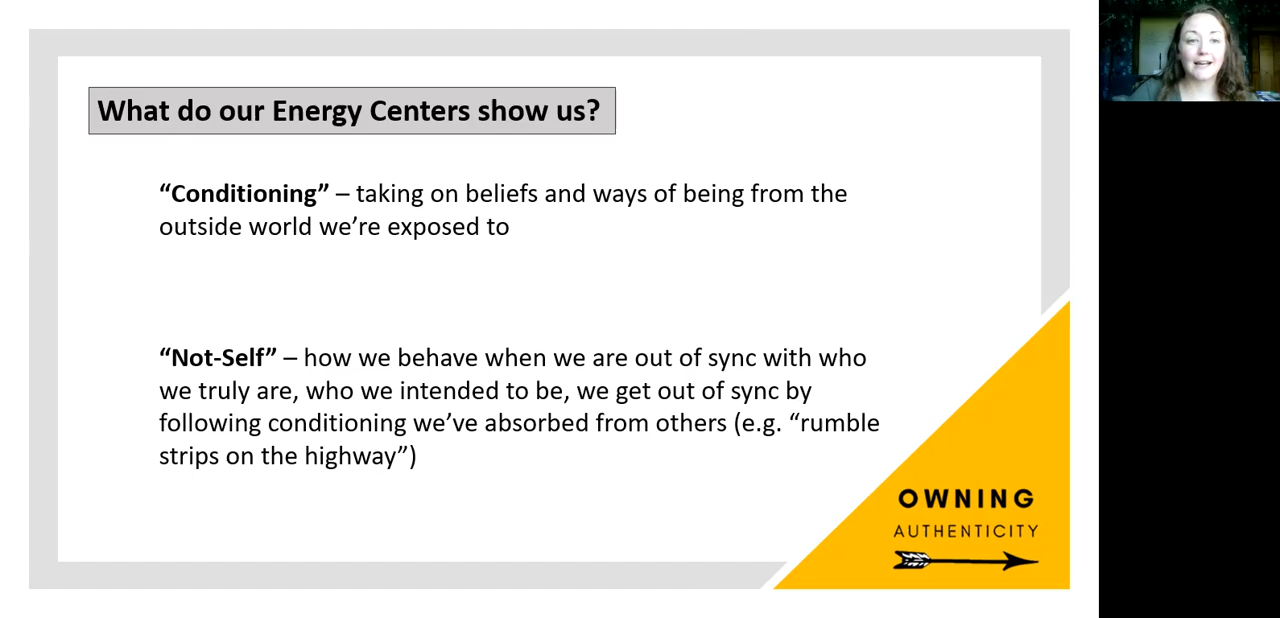 What do our Energy Centers show us?
“Conditioning” – taking on beliefs and ways of being from the
outside world we’re exposed to
“Not-Self” – how we behave when we are out of sync with who
we truly are, who we intended to be, we get out of sync by
following conditioning we’ve absorbed from others (e.g. “rumble
strips on the highway”)
OWNING
AUTHENTICITY